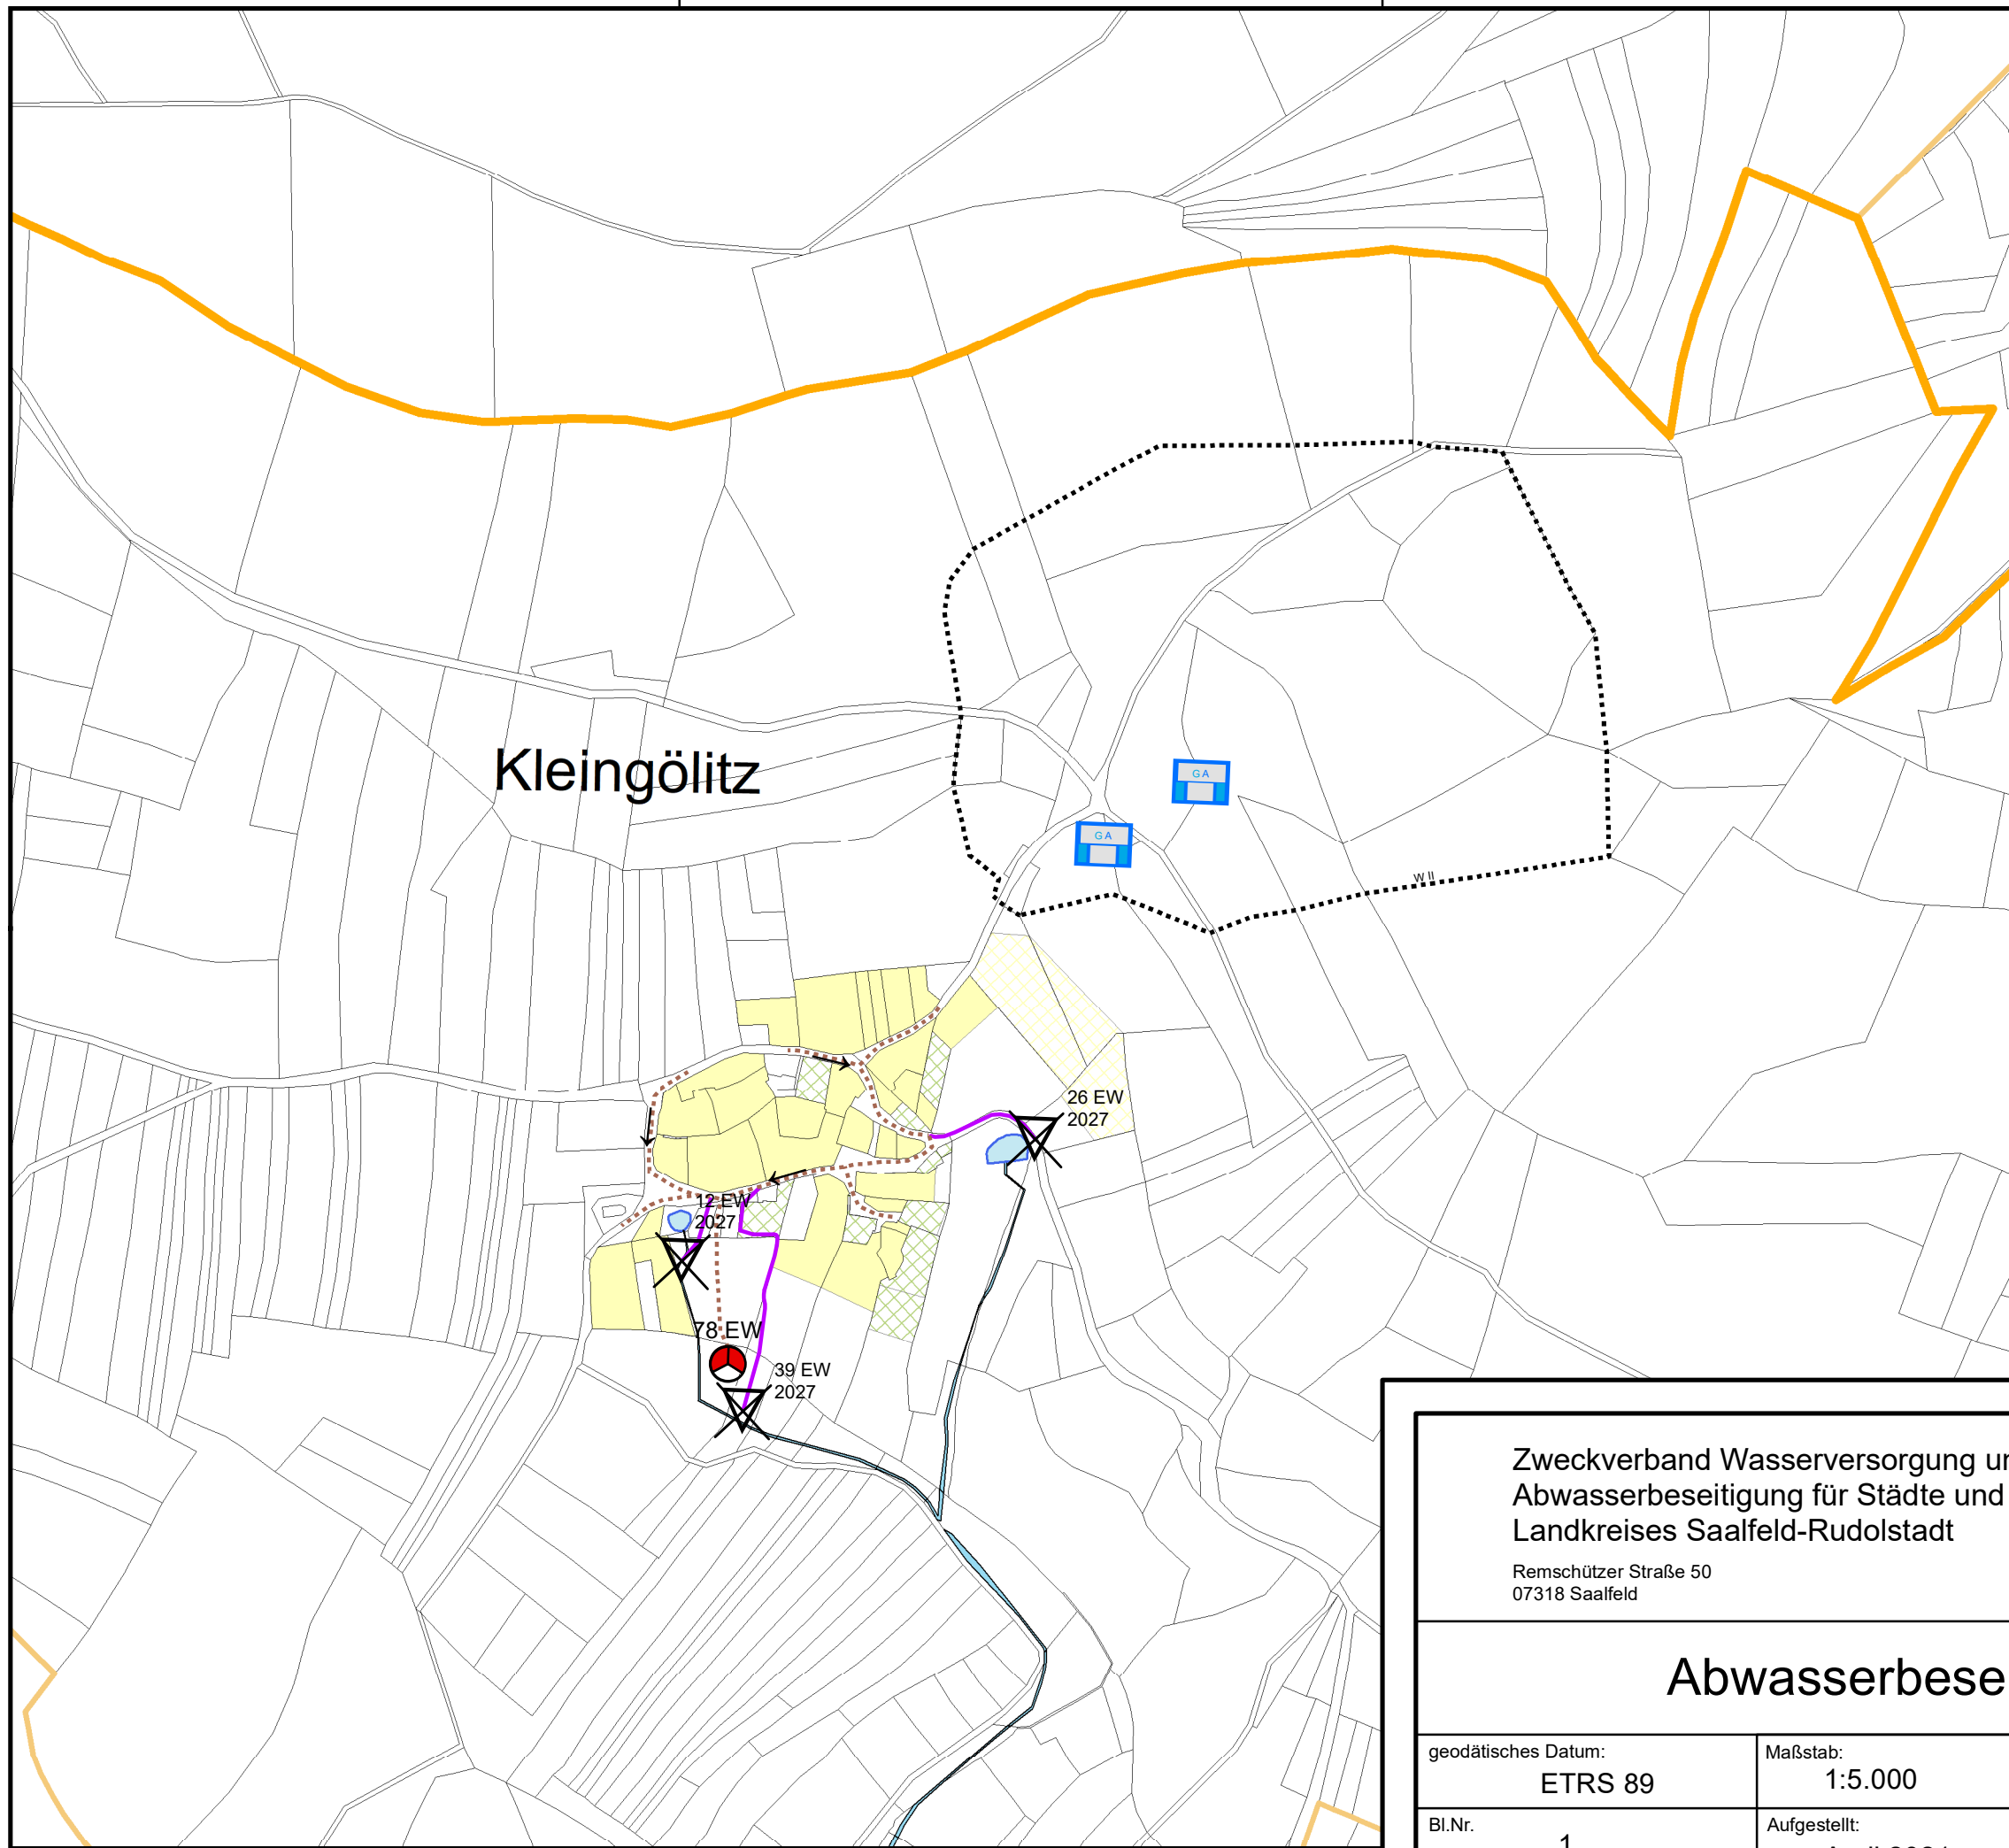 Kleingölitz
GA
GA
W II
26 EW
2027
12 EW
2027
78 EW
39 EW
2027
Zweckverband Wasserversorgung
Abwasserbeseitigung für Städte und
Landkreises Saalfeld-Rudolstadt
Remschützer Straße 50
07318 Saalfeld
Abwasserbese
geodätisches Datum:
ETRS 89
Maßstab:
1:5.000
Bl.Nr.
1
Aufgestellt: